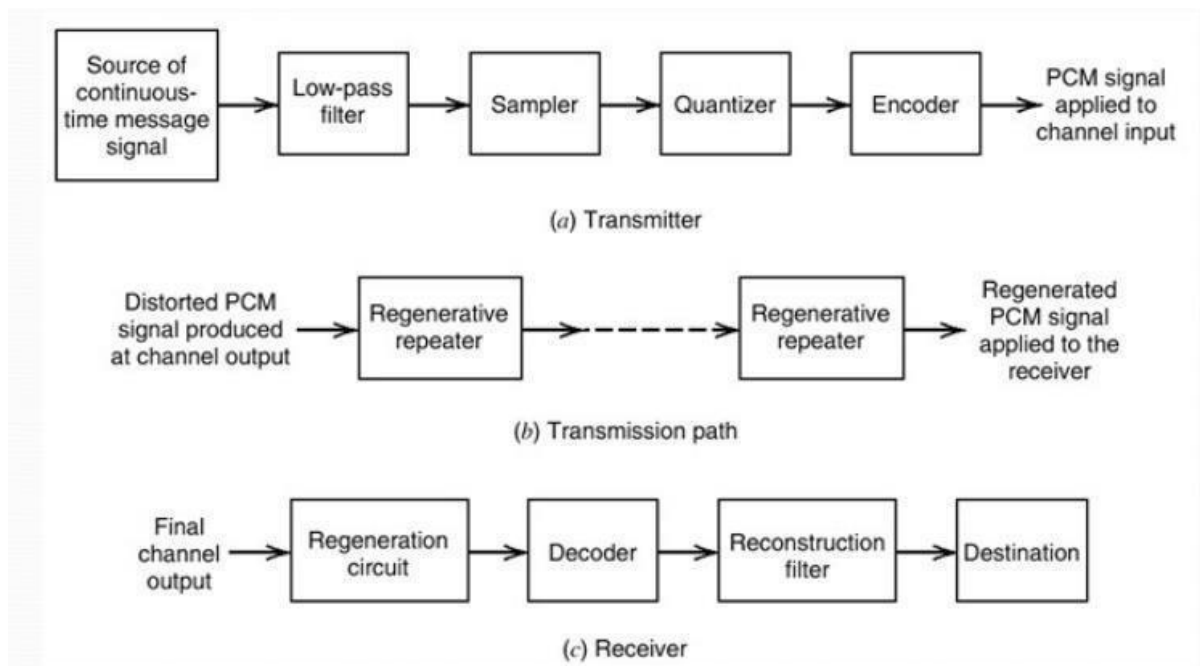 Source of
continuous-
time message
signal
Low-pass
filter
Sampler
Quantizer
Encoder
PCM signal
applied to
channel input
(a) Transmitter
Distorted PCM
signal produced
at channel output
Regenerative
repeater
Regenerative
repeater
Regenerated
PCM signal
applied to the
receiver
(b) Transmission path
Final
channel
output
Regeneration
circuit
Decoder
Reconstruction
filter
Destination
(c) Receiver